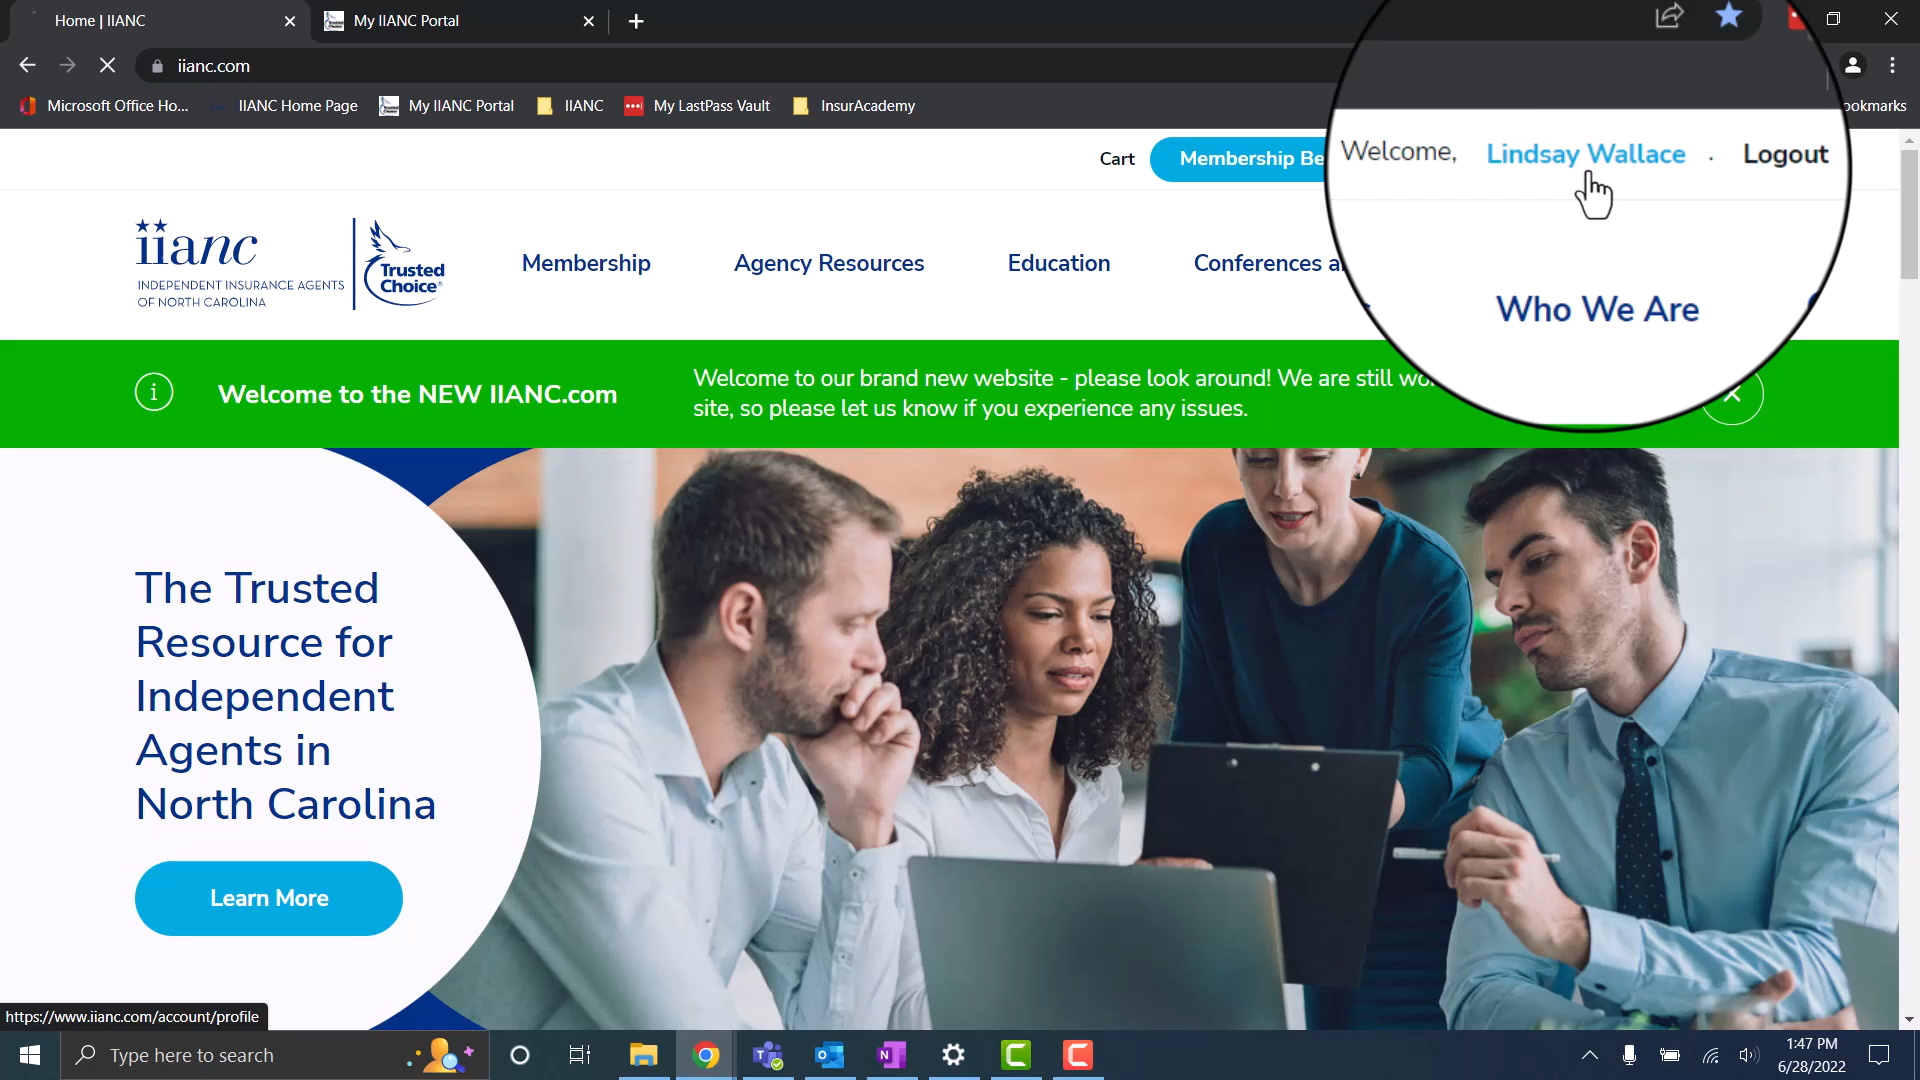 Home | IIANC
My IIANC Portal
iianc.com
Microsoft Office Ho...
IIANC Home Page
My IIANC Portal
IIANC
My LastPass Vault
InsurAcademy
ookmarks
Cart
Membership Be
Welcome, Lindsay Wallace · Logout
iianc
INDEPENDENT INSURANCE AGENTS
OF NORTH CAROLINA
Trusted
Choice®
Membership
Agency Resources
Education
Conferences a
Who We Are
Welcome to the NEW IIANC.com
Welcome to our brand new website - please look around! We are still wo
site, so please let us know if you experience any issues.
The Trusted
Resource for
Independent
Agents in
North Carolina
Learn More
https://www.iianc.com/account/profile
Type here to search
1:47 PM
6/28/2022